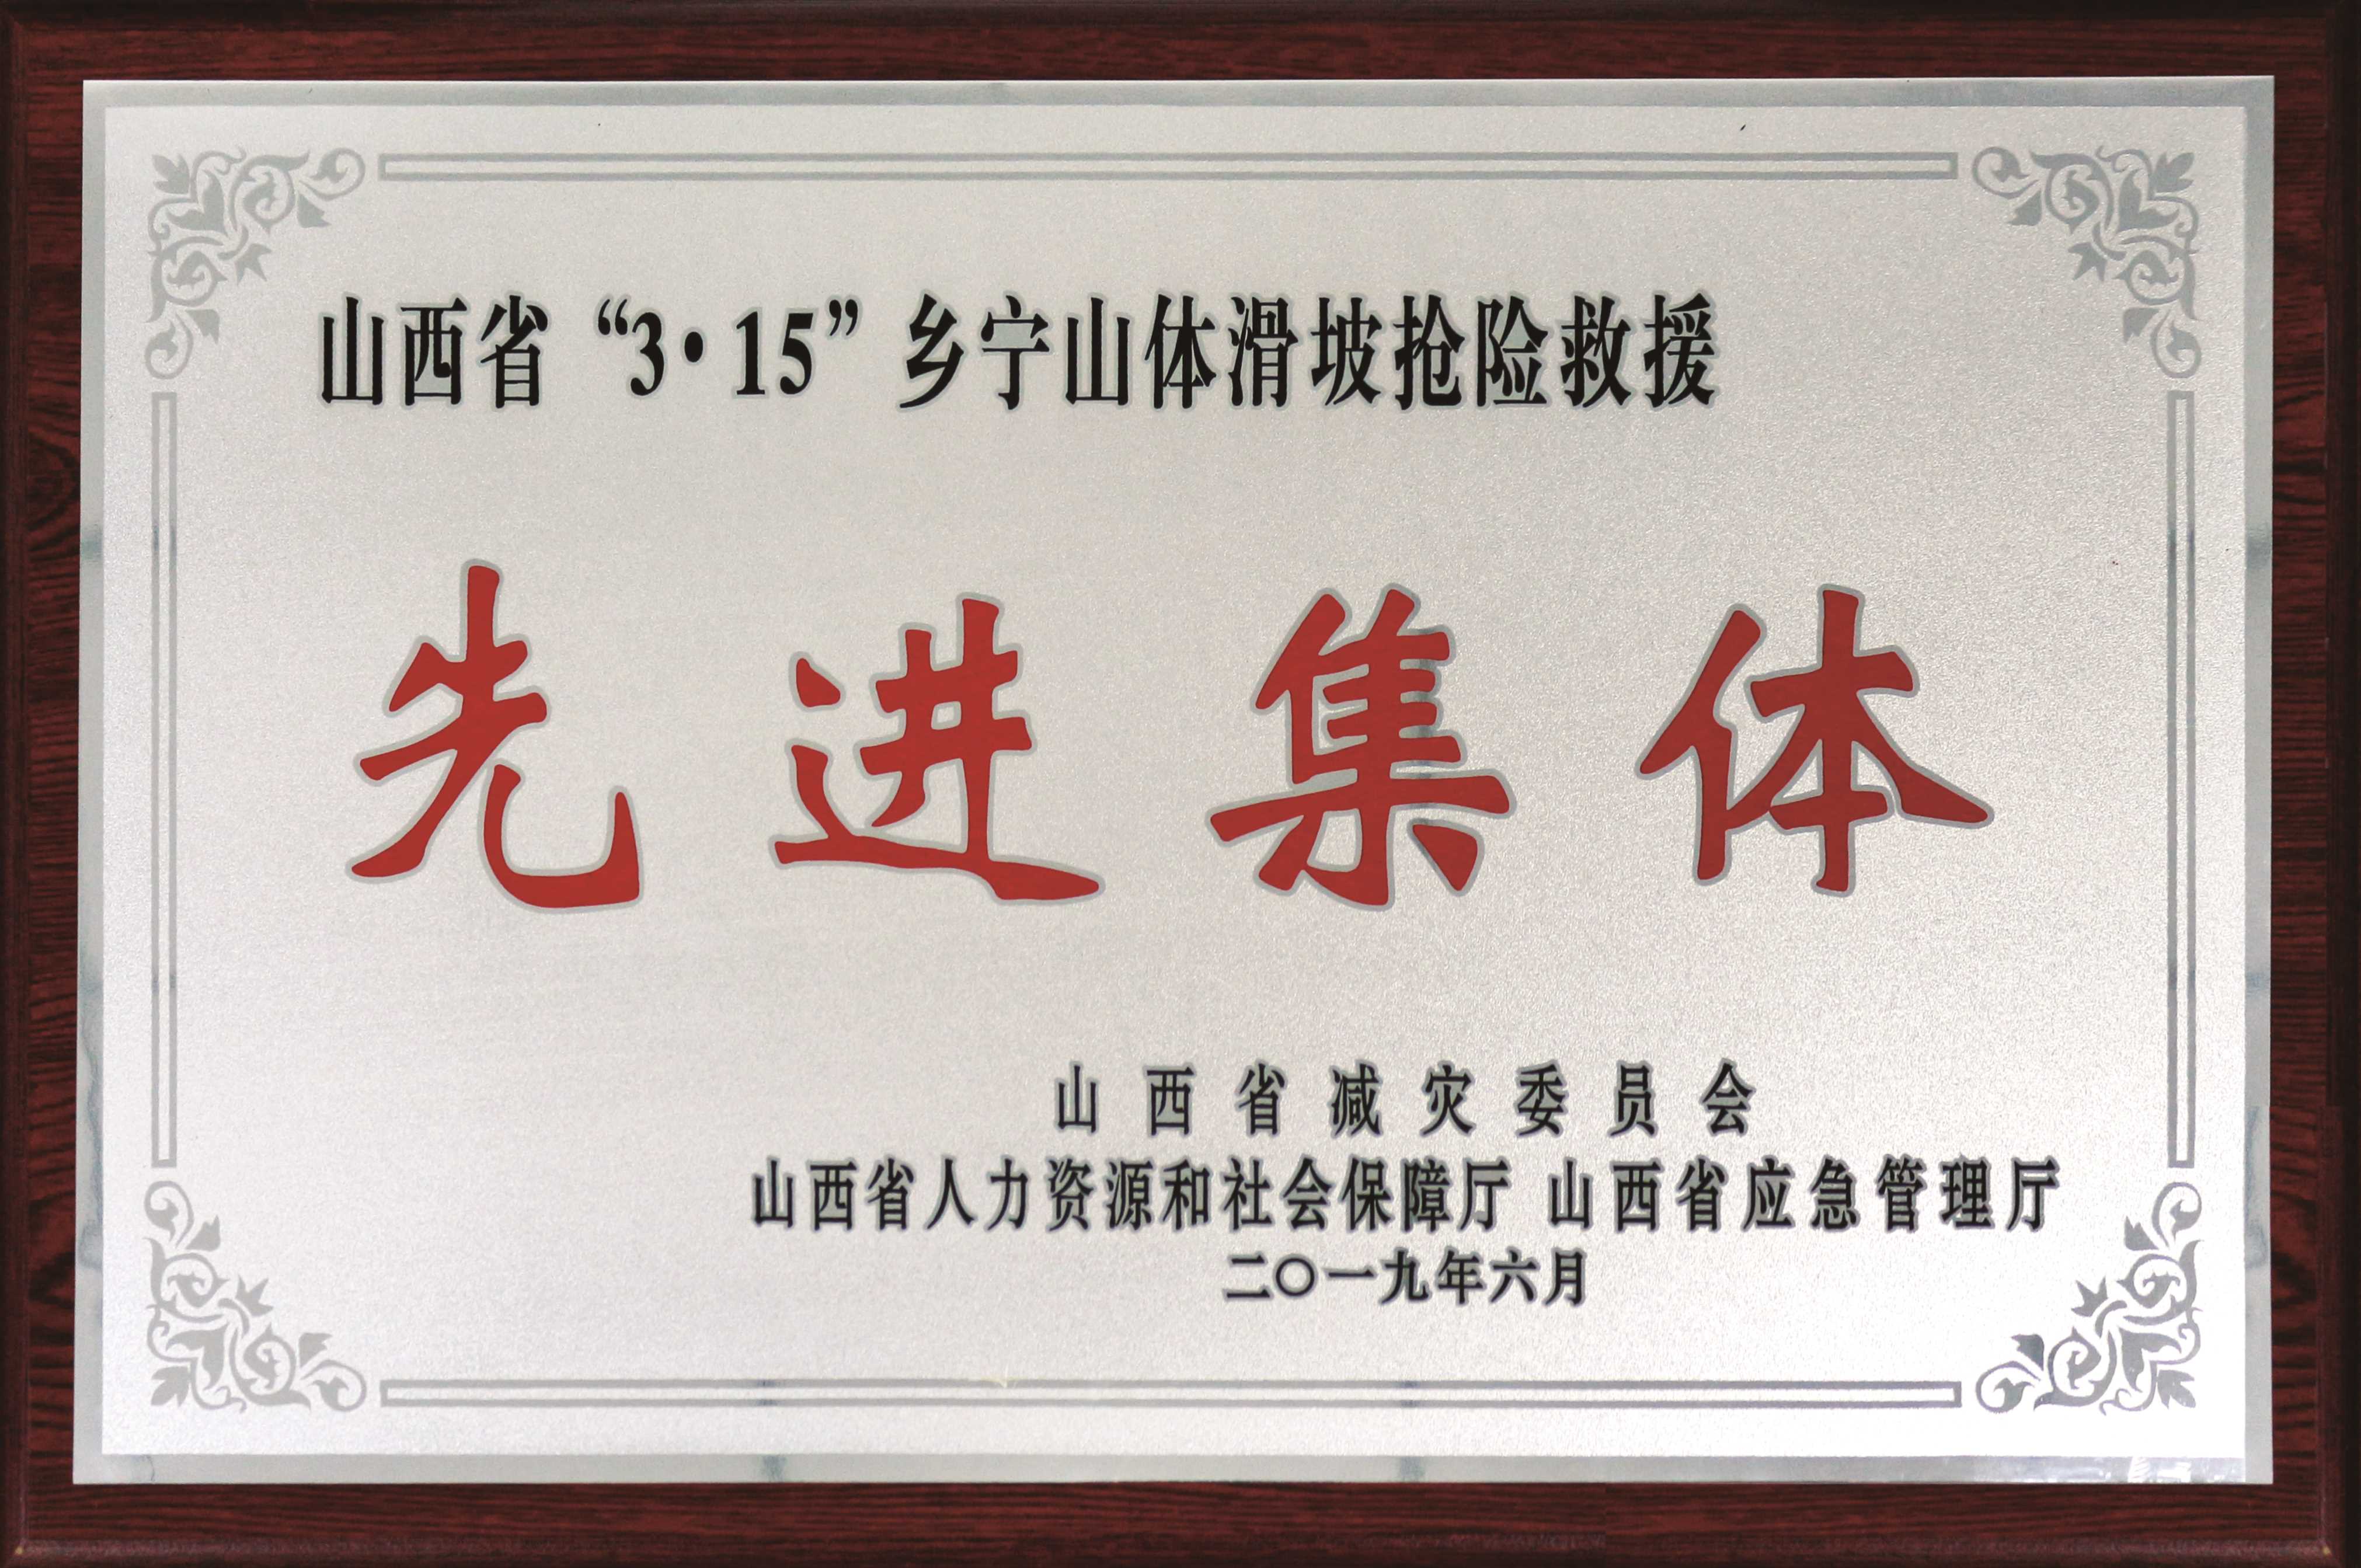 山西省“3·15”乡宁山体滑坡抢险救援
先进集体
山西省减灾委员会
山西省人力资源和社会保障厅 山西省应急管理厅
二〇一九年六月